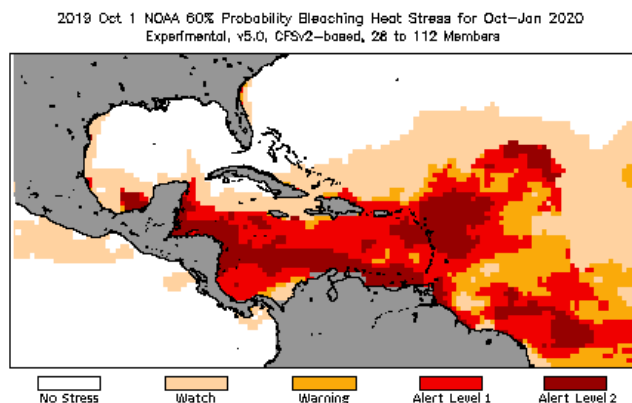 2019 Oct 1 NOAA 60% Probability Bleaching Heat Stress for Oct-Jan 2020
Experimental, v5.0, CFSv2-based, 28 to 112 Members
No Stress
Watch
Warning
Alert Level 1
Alert Level 2